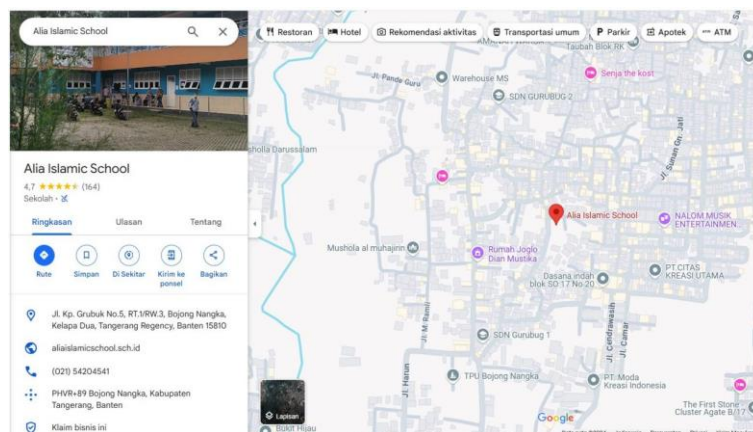 Alia Islamic School
Restoran
Hotel
Rekomendasi aktivitas
Transportasi umum
P Parkir
Apotek
ATM
Taubah Blok RK
Jl. Pande Guru
Warehouse MS
Senja the kost
SDN GURUBUG 2
Jl. Sunan Gn. Jati
sholla Darussalam
Alia Islamic School
4,7 (164)
Sekolah
Ringkasan
Ulasan
Tentang
Rute
Simpan
Di Sekitar
Kirim ke ponsel
Bagikan
Alia Islamic School
NALOM MUSIK
ENTERTAINMEN...
Mushola al muhajirin
Rumah Joglo
Dian Mustika
Dasana indah
blok SO 17 No 20
PT.CITAS
KREASI UTAMA
Jl. Kp. Grubuk No.5, RT.1/RW.3, Bojong Nangka,
Kelapa Dua, Tangerang Regency, Banten 15810
aliaislamicschool.sch.id
(021) 54204541
PHVR+89 Bojong Nangka, Kabupaten
Tangerang, Banten
Klaim bisnis ini
Jl. M. Ramli
Jl. Harun
SDN Gurubug 1
Jl. Cendrawasih
Jl. Camar
TPU Bojong Nangka
PT. Moda
Kreasi Indonesia
The First Stone
Cluster Agate B/17
Lapisan
Google
Bukit Hijau